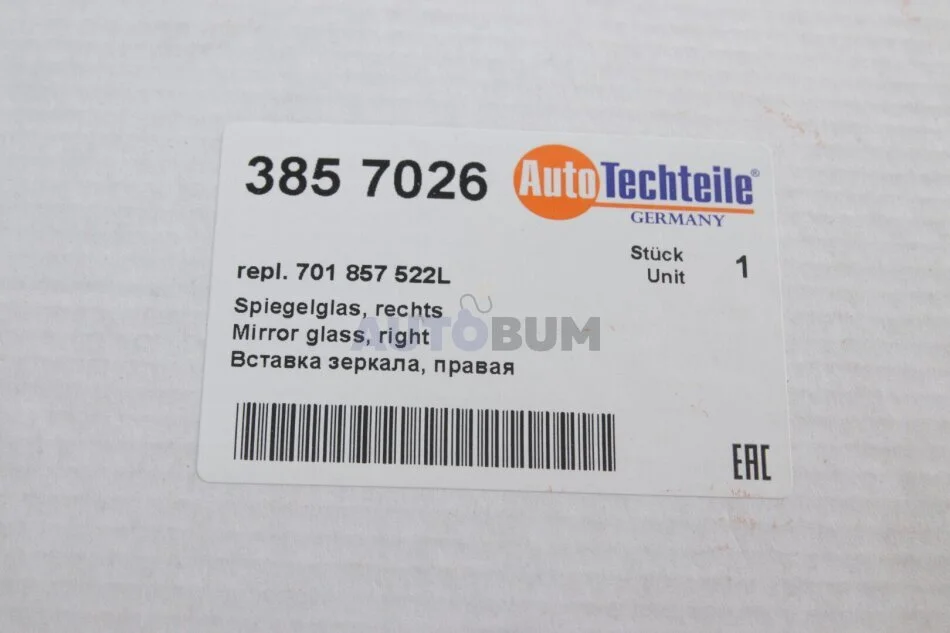 385 7026
AutoTechteile®
GERMANY
Stück
Unit
1
repl. 701 857 522L
Spiegelglas, rechts
Mirror glass, right
Вставка зеркала, правая
AUTOBUM
EAC